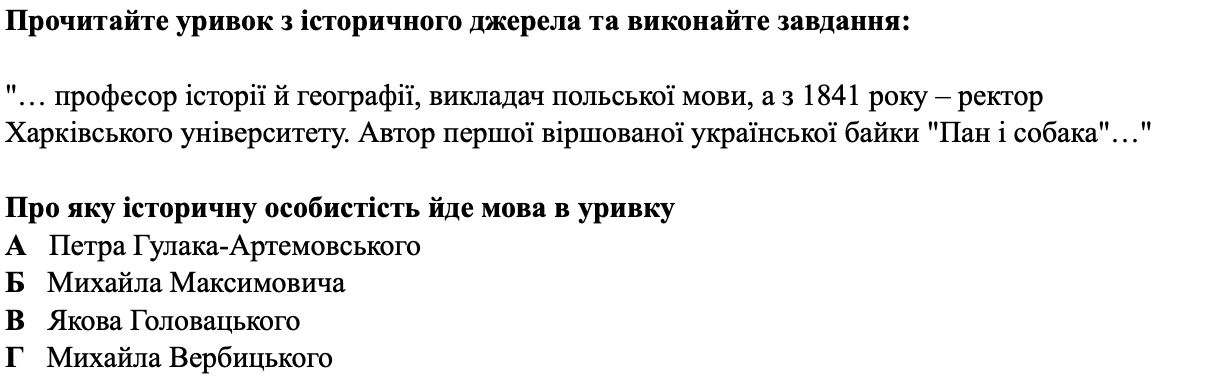 Прочитайте уривок з історичного джерела та виконайте завдання:
"… професор історії й географії, викладач польської мови, а з 1841 року – ректор
Харківського університету. Автор першої віршованої української байки "Пан і собака"…"
Про яку історичну особистість йде мова в уривку
А Петра Гулака-Артемовського
Б Михайла Максимовича
В Якова Головацького
Г Михайла Вербицького